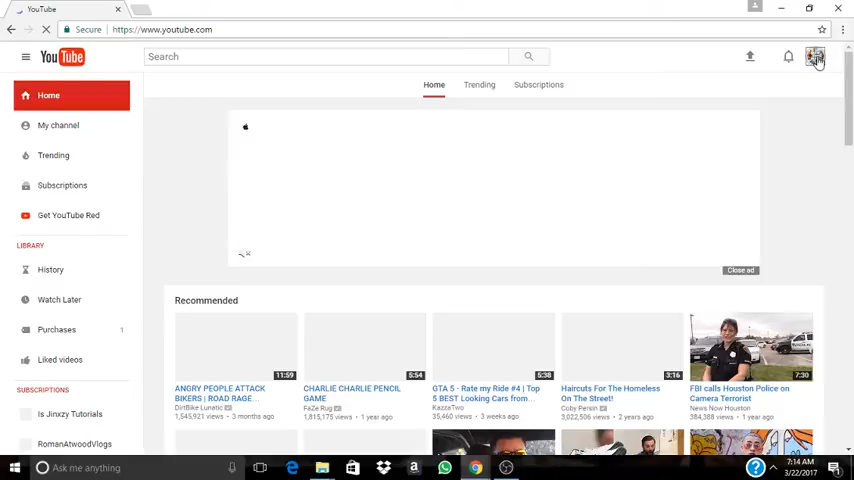 YouTube
Secure https://www.youtube.com
YouTube Search
Home Trending Subscriptions
Home
My channel
Trending
Subscriptions
Get YouTube Red
LIBRARY
History
Watch Later
Purchases 1
Liked videos
SUBSCRIPTIONS
Is Jinxzy Tutorials
RomanAtwoodVlogs
Close ad
Recommended
11:59 5:54 5:38 3:16 7:30
ANGRY PEOPLE ATTACK CHARLIE CHARLIE PENCIL GTA 5 - Rate my Ride #4 | Top Haircuts For The Homeless FBI calls Houston Police on
BIKERS | ROAD RAGE... GAME 5 BEST Looking Cars from... On The Street! Camera Terrorist
DirtBike Lunatic FaZe Rug KazzaTwo Coby Persin News Now Houston
1,545,921 views • 3 months ago 1,815,175 views • 1 year ago 35,460 views • 3 weeks ago 3,022,506 views • 2 years ago 384,388 views • 1 year ago
Ask me anything
7:14 AM
3/22/2017